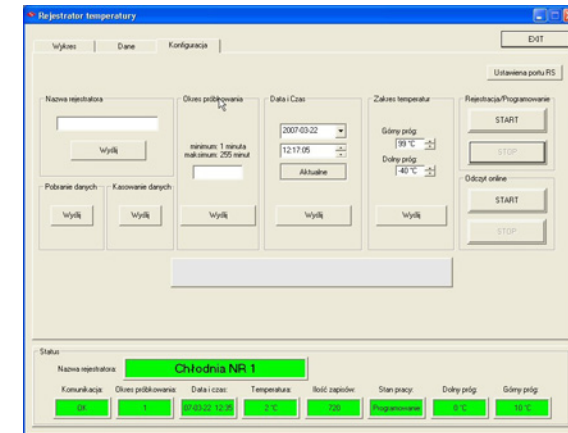 Rejestrator temperatury
EXIT
Wykres Dane Konfiguracja
Ustawiena portu RS
Nazwa rejestratora
Wyślij
Pobranie danych
Wyślij
Kasowanie danych
Wyślij
Okres próbkowania
minimum: 1 minuta
maksimum: 255 minut
Wyślij
Data i Czas
2007-03-22
12:17:05
Aktualne
Wyślij
Zakres temperatur
Górny próg:
99 °C
Dolny próg:
-40 °C
Wyślij
Rejestracja/Programowanie
START
STOP
Odczyt online
START
STOP
Status
Nazwa rejestratora: Chłodnia NR 1
Komunikacja: Okres próbkowania: Data i czas: Temperatura: Ilość zapisów: Stan pracy: Dolny próg: Górny próg:
OK 1 07-03-22 12:35 2 °C 720 Programowanie 0 °C 10 °C